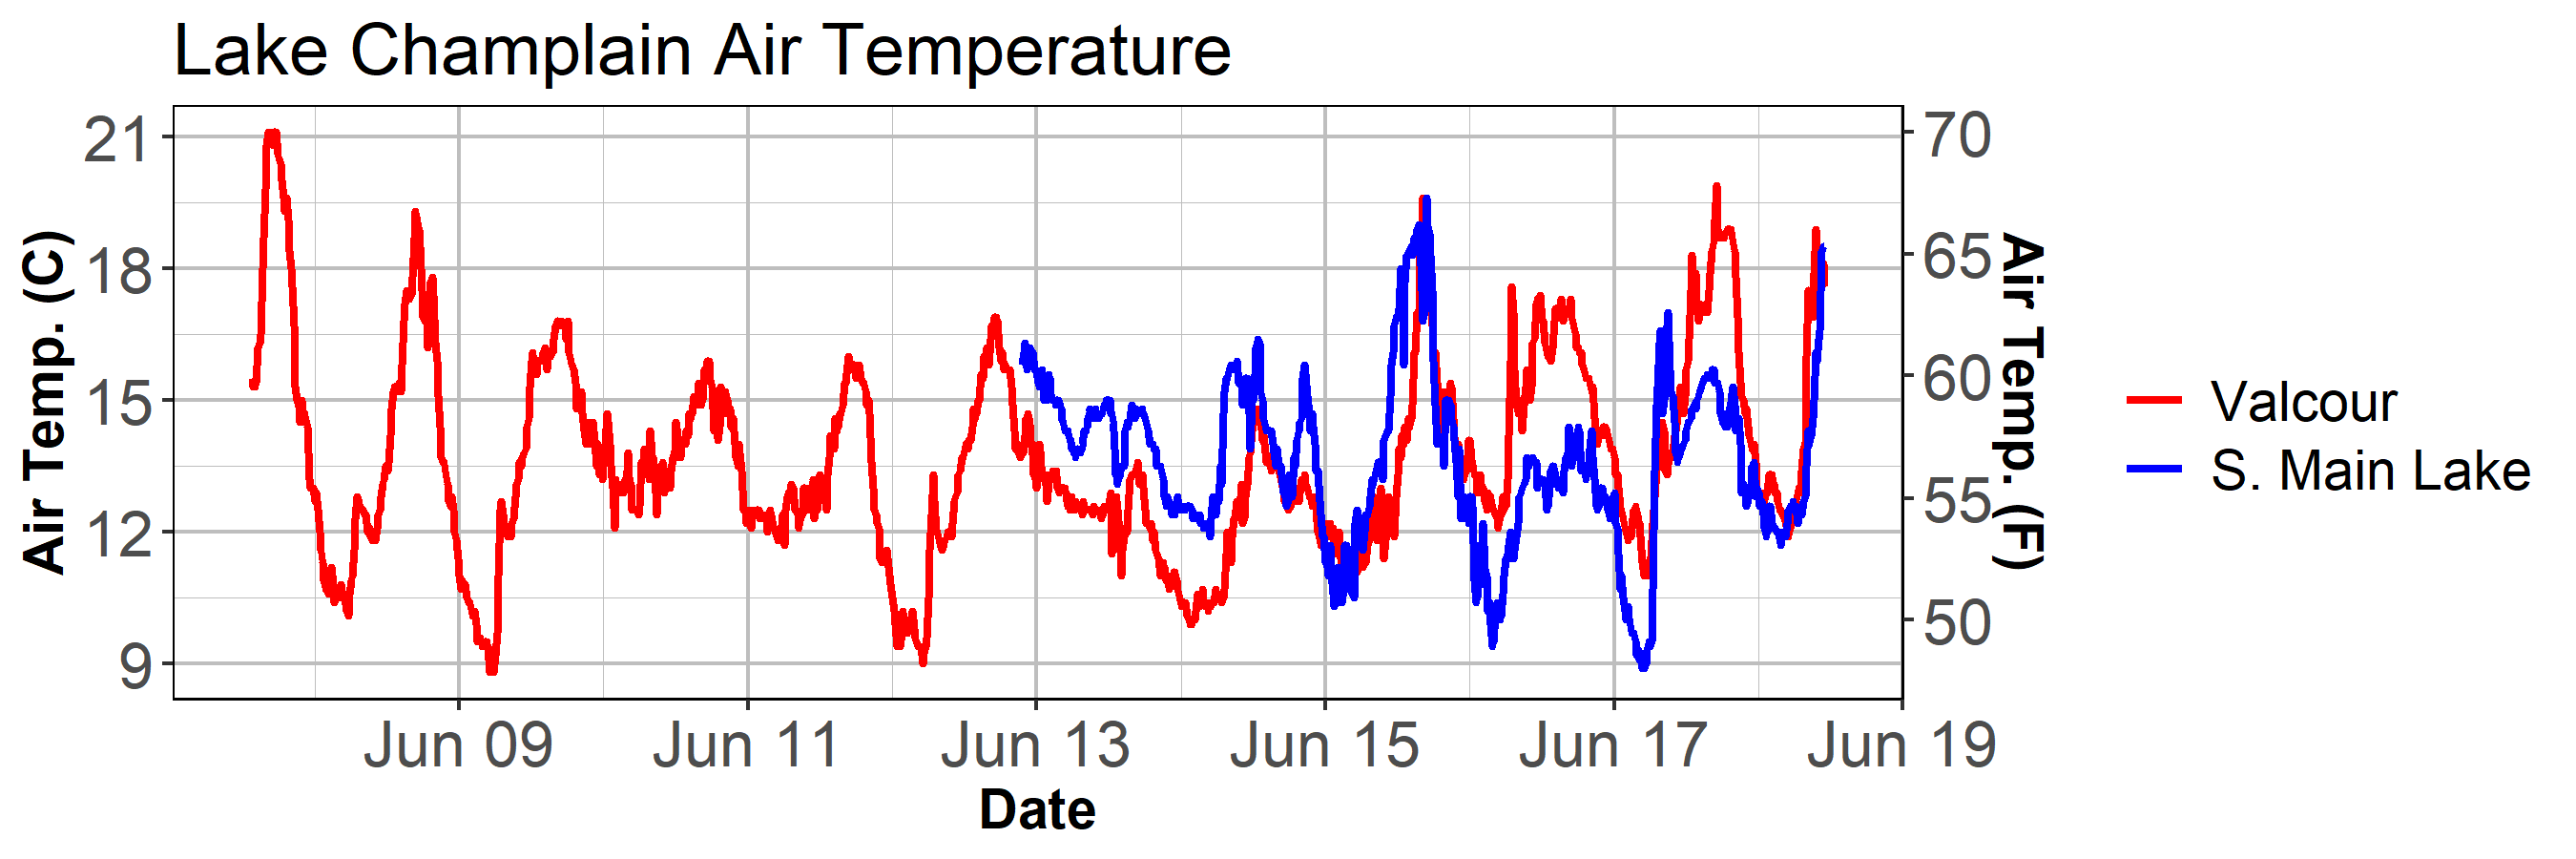 Lake Champlain Air Temperature
Air Temp. (C)
21
18
15
12
9
70
65
60
55
50
Air Temp. (F)
Jun 09
Jun 11
Jun 13
Jun 15
Jun 17
Jun 19
Date
Valcour
S. Main Lake